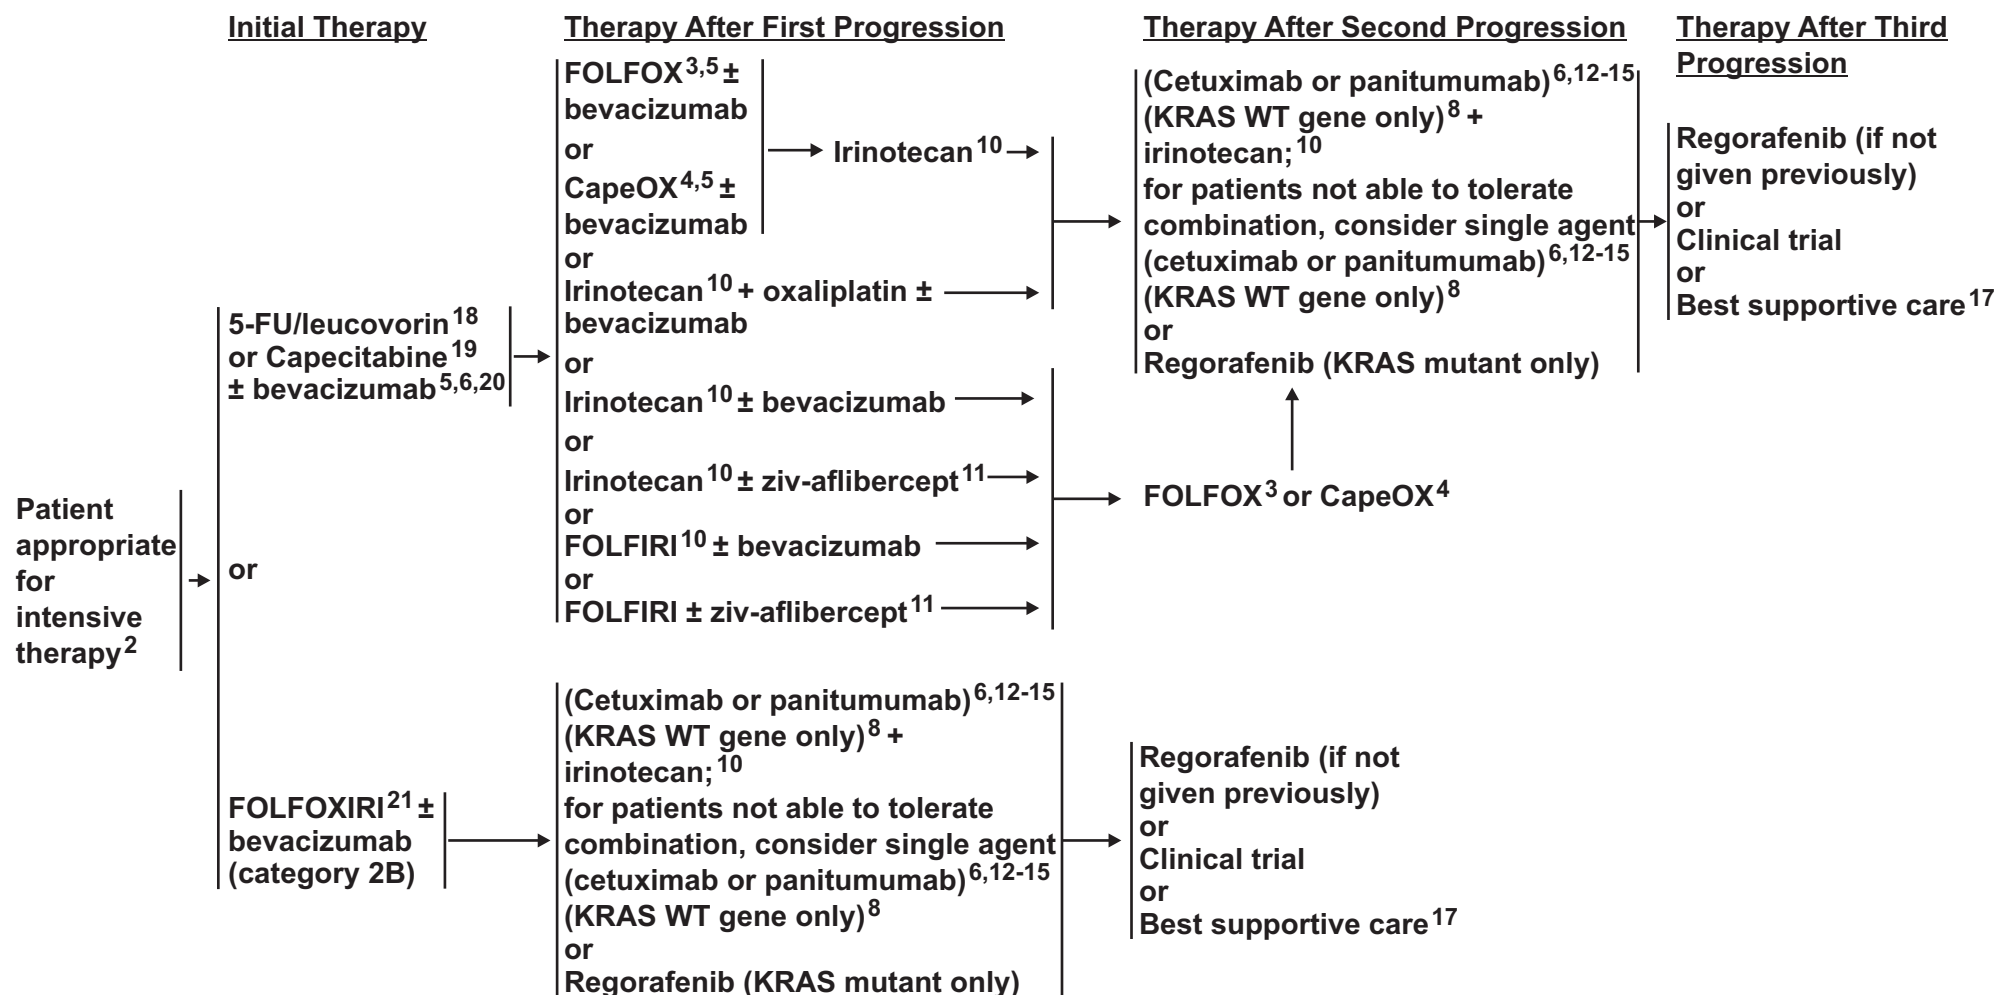 Initial Therapy
Therapy After First Progression
Therapy After Second Progression
Therapy After Third
Progression
Patient
appropriate
for
intensive
therapy2
5-FU/leucovorin18
or Capecitabine19
± bevacizumab5,6,20
or
FOLFOXIRI21 ±
bevacizumab
(category 2B)
FOLFOX3,5 ±
bevacizumab
or
CapeOX4,5 ±
bevacizumab
or
Irinotecan10 + oxaliplatin ±
bevacizumab
or
Irinotecan10 ± bevacizumab
or
Irinotecan10 ± ziv-aflibercept11
or
FOLFIRI10 ± bevacizumab
or
FOLFIRI ± ziv-aflibercept11
Irinotecan10
(Cetuximab or panitumumab)6,12-15
(KRAS WT gene only)8 +
irinotecan;10
for patients not able to tolerate
combination, consider single agent
(cetuximab or panitumumab)6,12-15
(KRAS WT gene only)8
or
Regorafenib (KRAS mutant only)
FOLFOX3 or CapeOX4
Regorafenib (if not
given previously)
or
Clinical trial
or
Best supportive care17
(Cetuximab or panitumumab)6,12-15
(KRAS WT gene only)8 +
irinotecan;10
for patients not able to tolerate
combination, consider single agent
(cetuximab or panitumumab)6,12-15
(KRAS WT gene only)8
or
Regorafenib (KRAS mutant only)
Regorafenib (if not
given previously)
or
Clinical trial
or
Best supportive care17